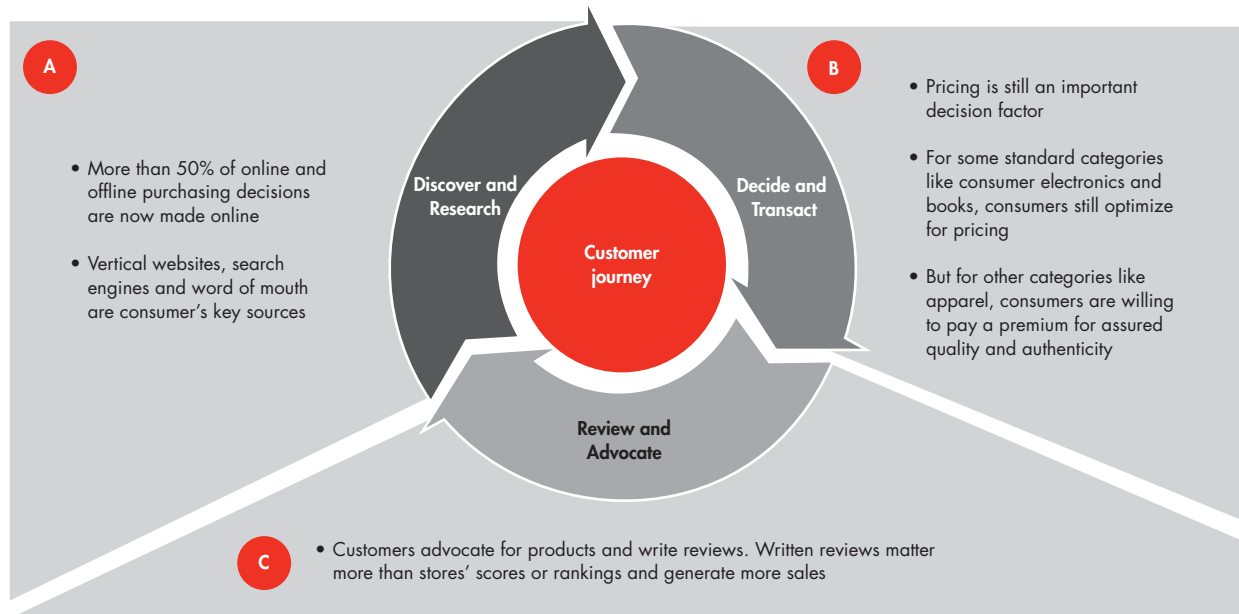 A
• More than 50% of online and
offline purchasing decisions
are now made online
• Vertical websites, search
engines and word of mouth
are consumer's key sources
Discover and
Research
Customer
journey
Decide and
Transact
Review and
Advocate
B
• Pricing is still an important
decision factor
• For some standard categories
like consumer electronics and
books, consumers still optimize
for pricing
• But for other categories like
apparel, consumers are willing
to pay a premium for assured
quality and authenticity
C
• Customers advocate for products and write reviews. Written reviews matter
more than stores' scores or rankings and generate more sales